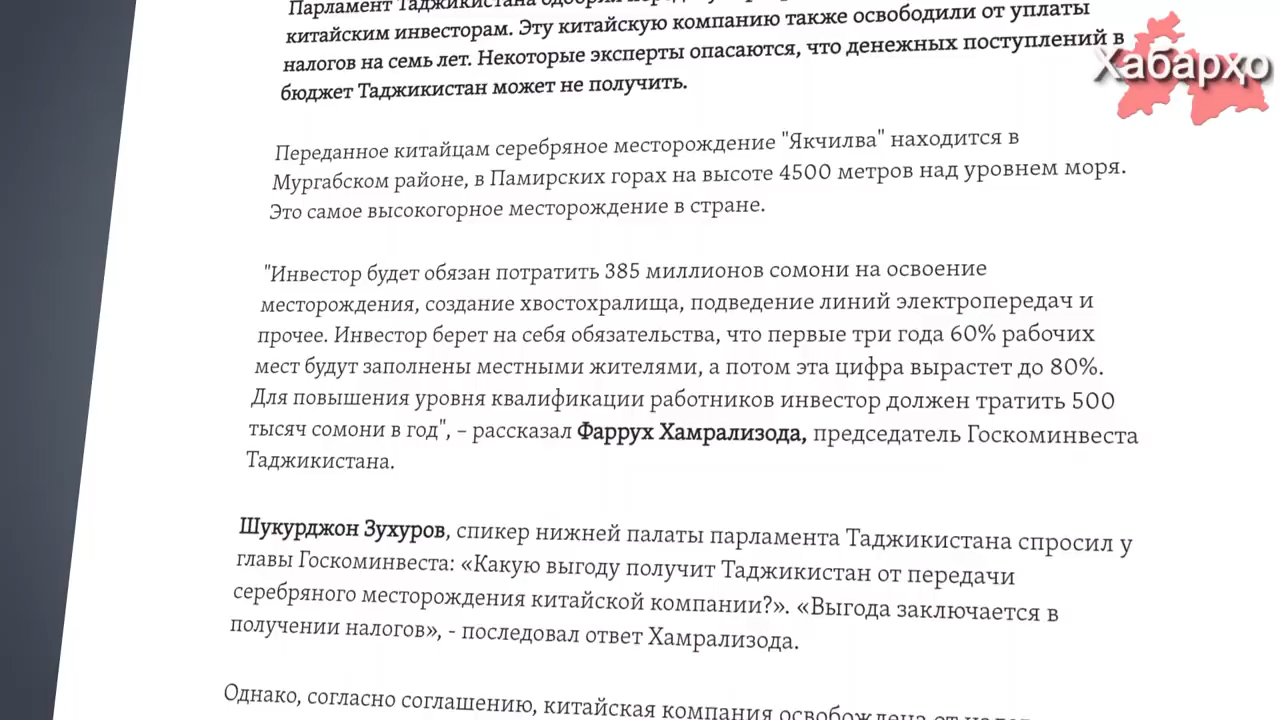 Парламент Таджикистана одобрил
китайским инвесторам. Эту китайскую компанию также освободили от уплаты
налогов на семь лет. Некоторые эксперты опасаются, что денежных поступлений в
бюджет Таджикистан может не получить.
Хабарҳо
Переданное китайцам серебряное месторождение "Якчилва" находится в
Мургабском районе, в Памирских горах на высоте 4500 метров над уровнем моря.
Это самое высокогорное месторождение в стране.
"Инвестор будет обязан потратить 385 миллионов сомони на освоение
месторождения, создание хвостохралища, подведение линий электропередач и
прочее. Инвестор берет на себя обязательства, что первые три года 60% рабочих
мест будут заполнены местными жителями, а потом эта цифра вырастет до 80%.
Для повышения уровня квалификации работников инвестор должен тратить 500
тысяч сомони в год", – рассказал Фаррух Хамрализода, председатель Госкоминвеста
Таджикистана.
Шукурджон Зухуров, спикер нижней палаты парламента Таджикистана спросил у
главы Госкоминвеста: «Какую выгоду получит Таджикистан от передачи
серебряного месторождения китайской компании?». «Выгода заключается в
получении налогов», - последовал ответ Хамрализода.
Однако, согласно соглашению, китайская компания освобождена от